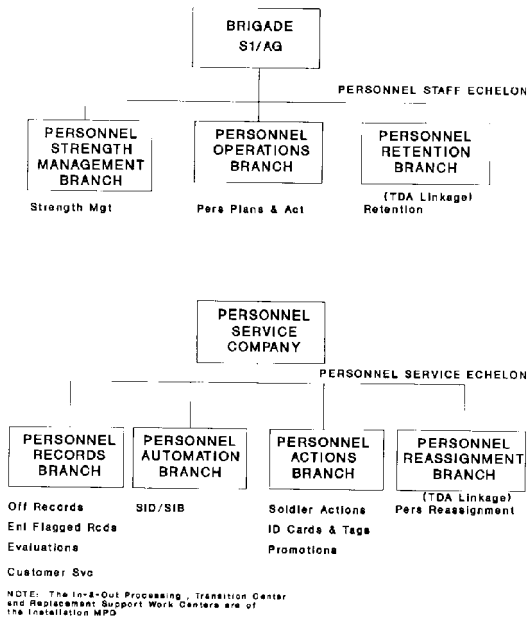 BRIGADE
S1/AG
PERSONNEL STAFF ECHELON
PERSONNEL
STRENGTH
MANAGEMENT
BRANCH
Strength Mgt
PERSONNEL
OPERATIONS
BRANCH
Pers Plans & Act
PERSONNEL
RETENTION
BRANCH
(TDA Linkage)
Retention
PERSONNEL
SERVICE
COMPANY
PERSONNEL SERVICE ECHELON
PERSONNEL
RECORDS
BRANCH
Off Records
Enl Flagged Rcds
Evaluations
Customer Svc
PERSONNEL
AUTOMATION
BRANCH
SID/SIB
PERSONNEL
ACTIONS
BRANCH
Soldier Actions
ID Cards & Tags
Promotions
PERSONNEL
REASSIGNMENT
BRANCH
(TDA Linkage)
Pers Reassignment
NOTE: The In-&-Out Processing , Transition Center
and Replacement Support Work Centers are of
the Installation MPD